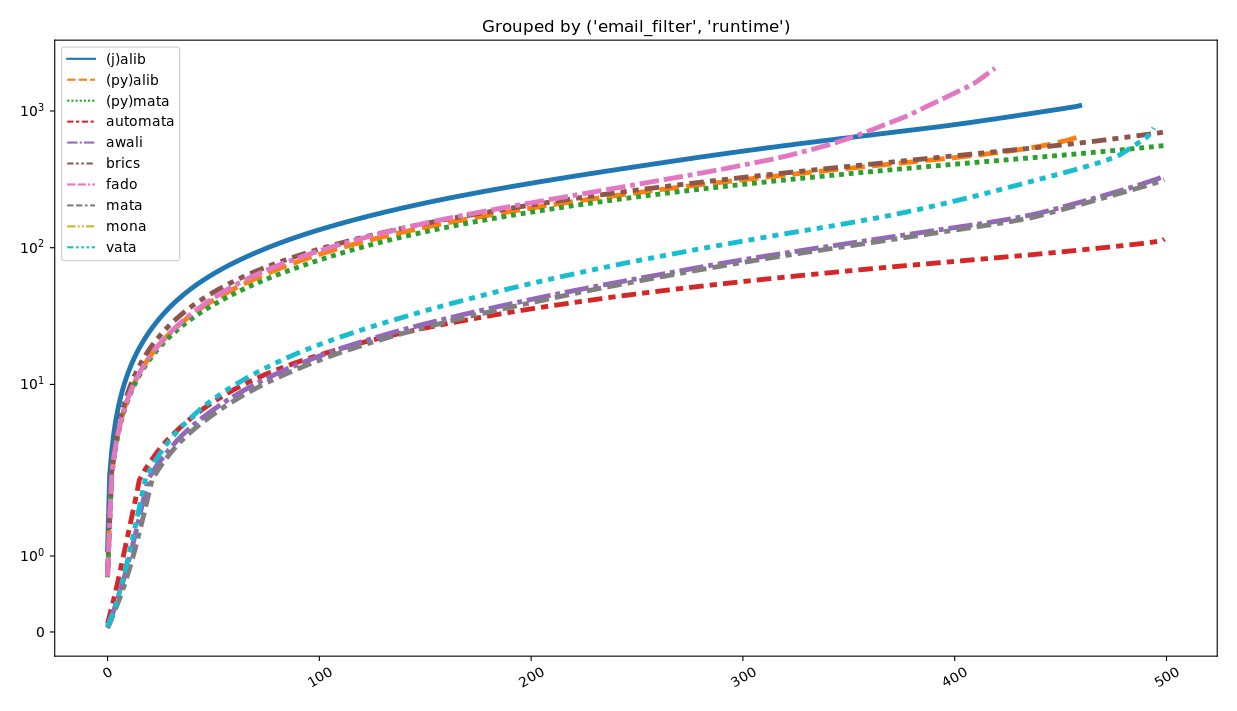 Grouped by ('email_filter', 'runtime')
(j)alib
(py)alib
(py)mata
automata
awali
brics
fado
mata
mona
vata
10³
10²
10¹
10⁰
0
0
100
200
300
400
500